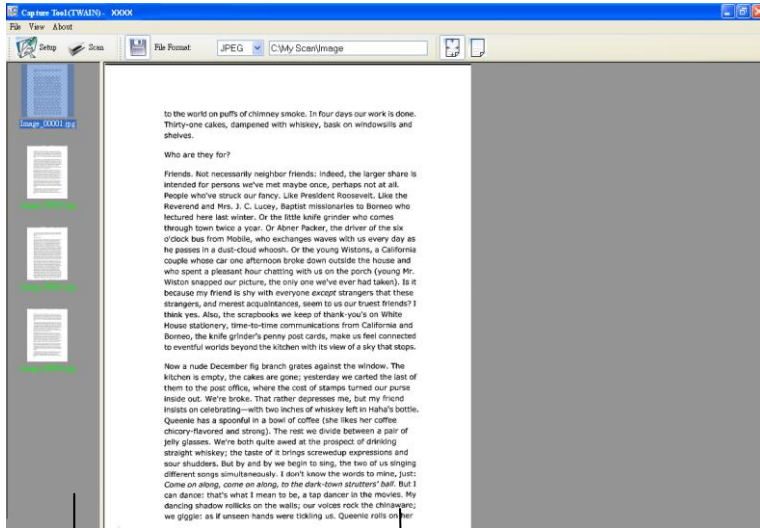 Capture Tool(TWAIN) - XXXX
File View About
Setup Scan File Format JPEG C:\My Scan\Image
Image_00001.jpg
to the world on puffs of chimney smoke. In four days our work is done.
Thirty-one cakes, dampened with whiskey, bask on windowsills and
shelves.
Who are they for?
Friends. Not necessarily neighbor friends: indeed, the larger share is
intended for persons we've met maybe once, perhaps not at all.
People who've struck our fancy. Like President Roosevelt. Like the
Reverend and Mrs. J. C. Lucey, Baptist missionaries to Borneo who
lectured here last winter. Or the little knife grinder who comes
through town twice a year. Or Abner Packer, the driver of the six
o'clock bus from Mobile, who exchanges waves with us every day as
he passes in a dust-cloud whoosh. Or the young Wistons, a California
couple whose car one afternoon broke down outside the house and
who spent a pleasant hour chatting with us on the porch (young Mr.
Wiston snapped our picture, the only one we've ever had taken). Is it
because my friend is shy with everyone except strangers that these
strangers, and merest acquaintances, seem to us our truest friends? I
think yes. Also, the scrapbooks we keep of thank-you's on White
House stationery, time-to-time communications from California and
Borneo, the knife grinder's penny post cards, make us feel connected
to eventful worlds beyond the kitchen with its view of a sky that stops.
Now a nude December fig branch grates against the window. The
kitchen is empty, the cakes are gone; yesterday we carted the last of
them to the post office, where the cost of stamps turned our purse
inside out. We're broke. That rather depresses me, but my friend
insists on celebrating—with two inches of whiskey left in Haha's bottle.
Queenie has a spoonful in a bowl of coffee (she likes her coffee
chicory-flavored and strong). The rest we divide between a pair of
jelly glasses. We're both quite awed at the prospect of drinking
straight whiskey; the taste of it brings screwedup expressions and
sour shudders. But by and by we begin to sing, the two of us singing
different songs simultaneously. I don't know the words to mine, just:
Come on along, come on along, to the dark-town strutters' ball. But I
can dance: that's what I mean to be, a tap dancer in the movies. My
dancing shadow rollicks on the walls; our voices rock the chinaware;
we giggle: as if unseen hands were tickling us. Queenie rolls on her